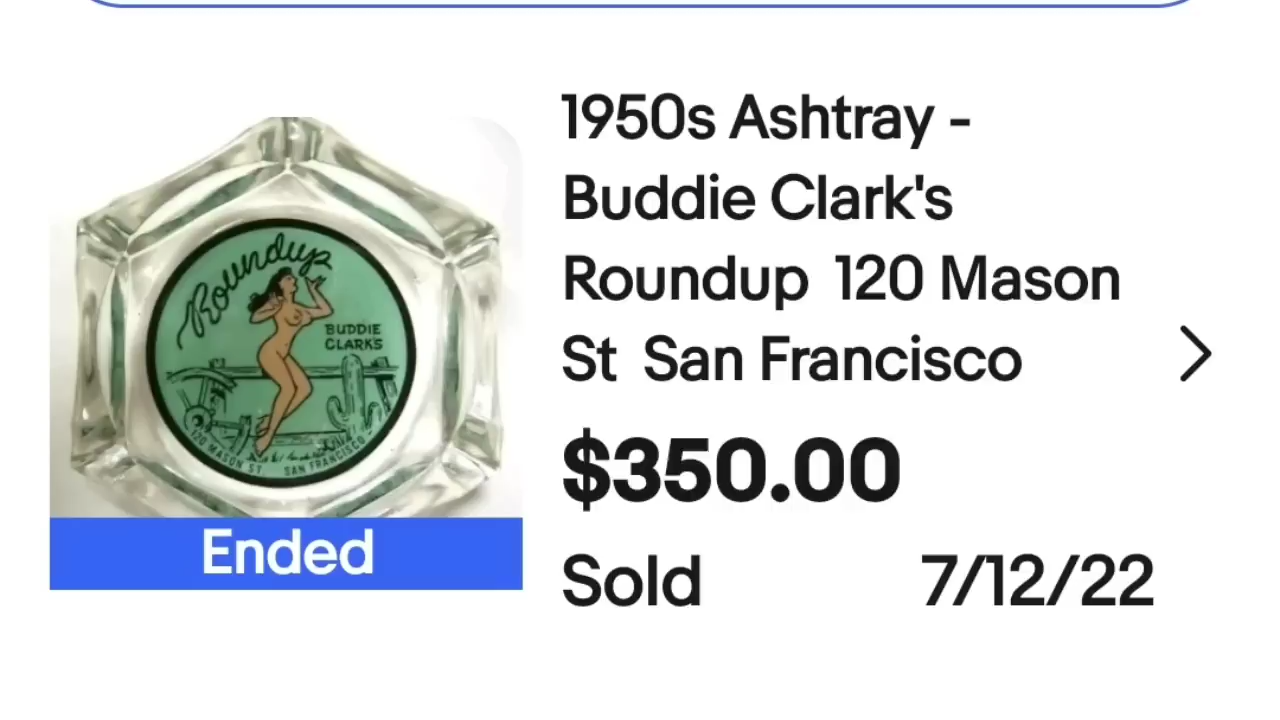 Roundup
BUDDIE
CLARK'S
120 MASON ST. SAN FRANCISCO
Ended
1950s Ashtray -
Buddie Clark's
Roundup 120 Mason
St San Francisco
$350.00
Sold 7/12/22